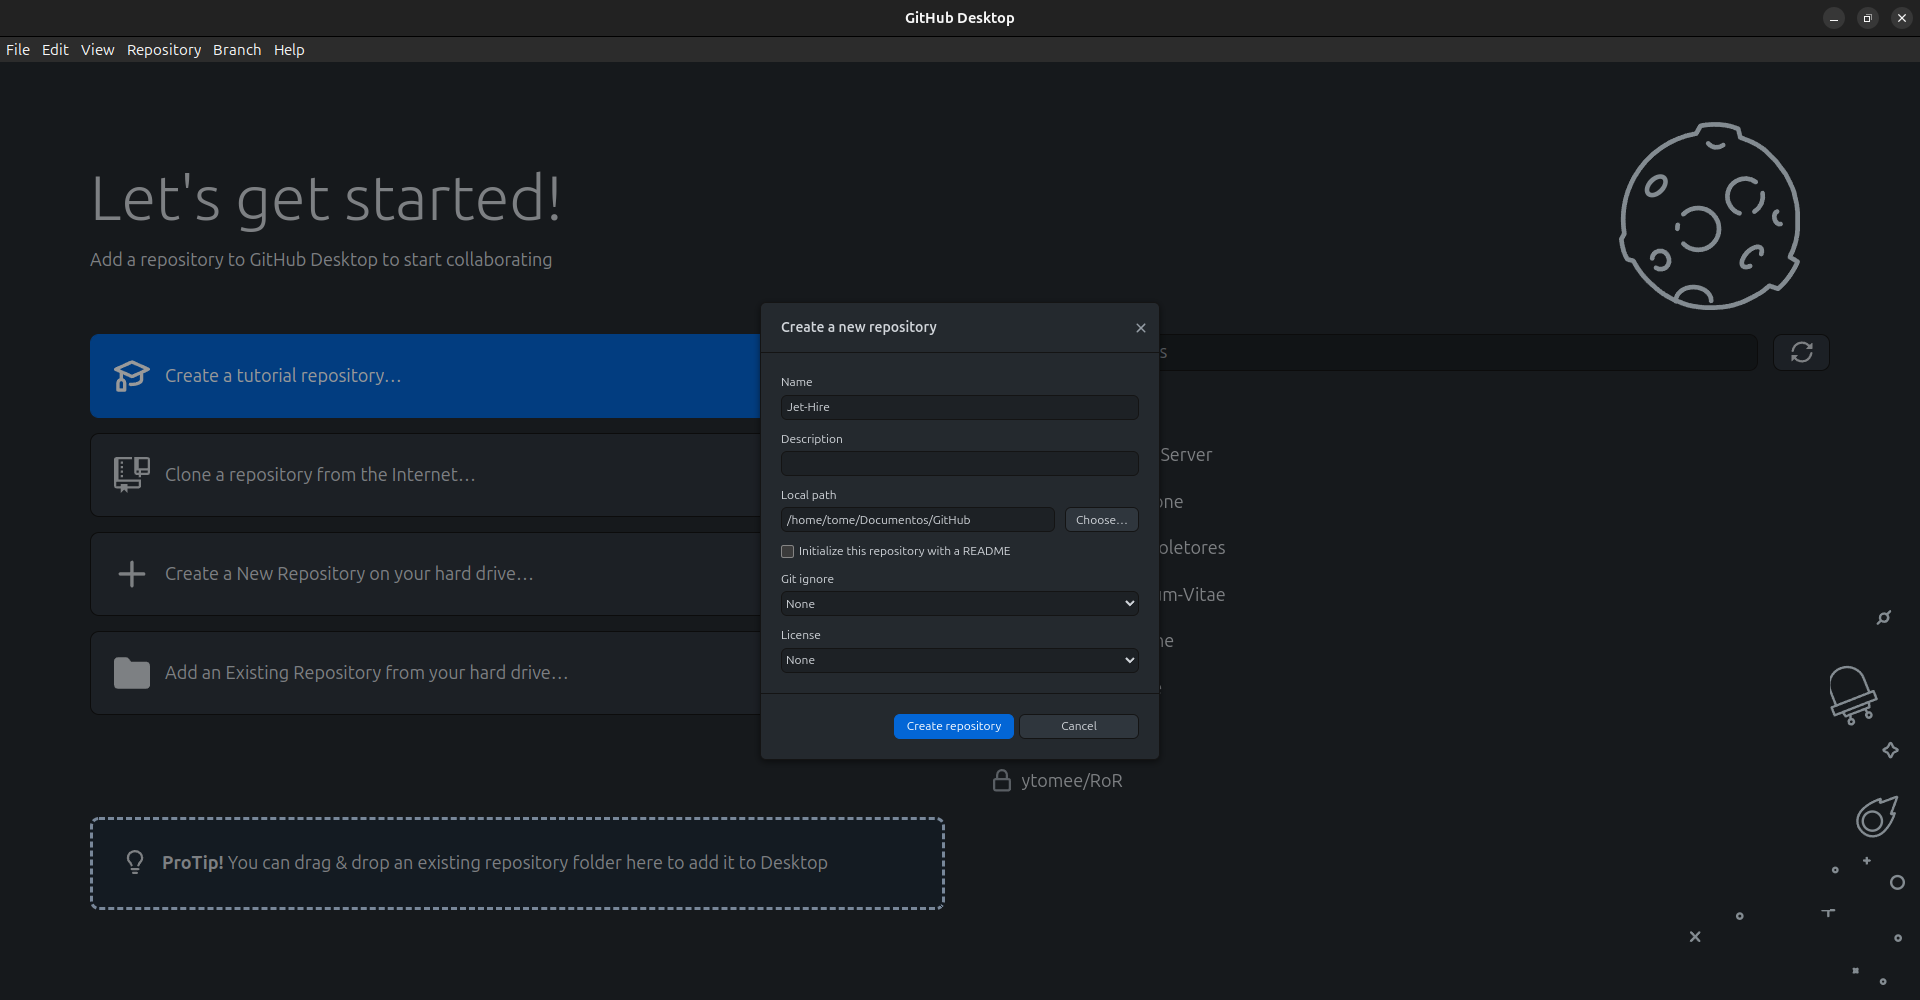 GitHub Desktop
File Edit View Repository Branch Help
Let's get started!
Add a repository to GitHub Desktop to start collaborating
Create a tutorial repository...
Clone a repository from the Internet...
Create a New Repository on your hard drive...
Add an Existing Repository from your hard drive...
ProTip! You can drag & drop an existing repository folder here to add it to Desktop
Create a new repository
Name
Jet-Hire
Description
Local path
/home/tome/Documentos/GitHub
Choose...
Initialize this repository with a README
Git ignore
None
License
None
Create repository
Cancel
Server
ytomee/RoR